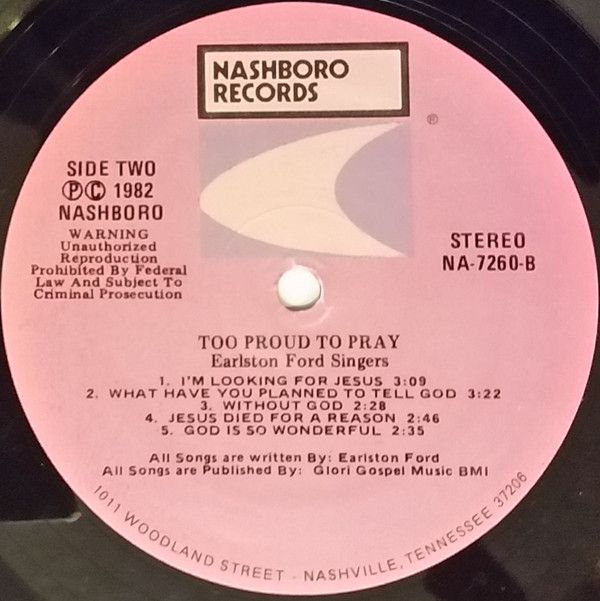 NASHBORO
RECORDS
®
SIDE TWO
Ⓟ© 1982
NASHBORO
WARNING
Unauthorized
Reproduction
Prohibited By Federal
Law And Subject To
Criminal Prosecution
STEREO
NA-7260-B
TOO PROUD TO PRAY
Earlston Ford Singers
1. I'M LOOKING FOR JESUS 3:09
2. WHAT HAVE YOU PLANNED TO TELL GOD 3:22
3. WITHOUT GOD 2:28
4. JESUS DIED FOR A REASON 2:46
5. GOD IS SO WONDERFUL 2:35
All Songs are written By: Earlston Ford
All Songs are Published By: Glori Gospel Music BMI
1011 WOODLAND STREET - NASHVILLE, TENNESSEE 37206